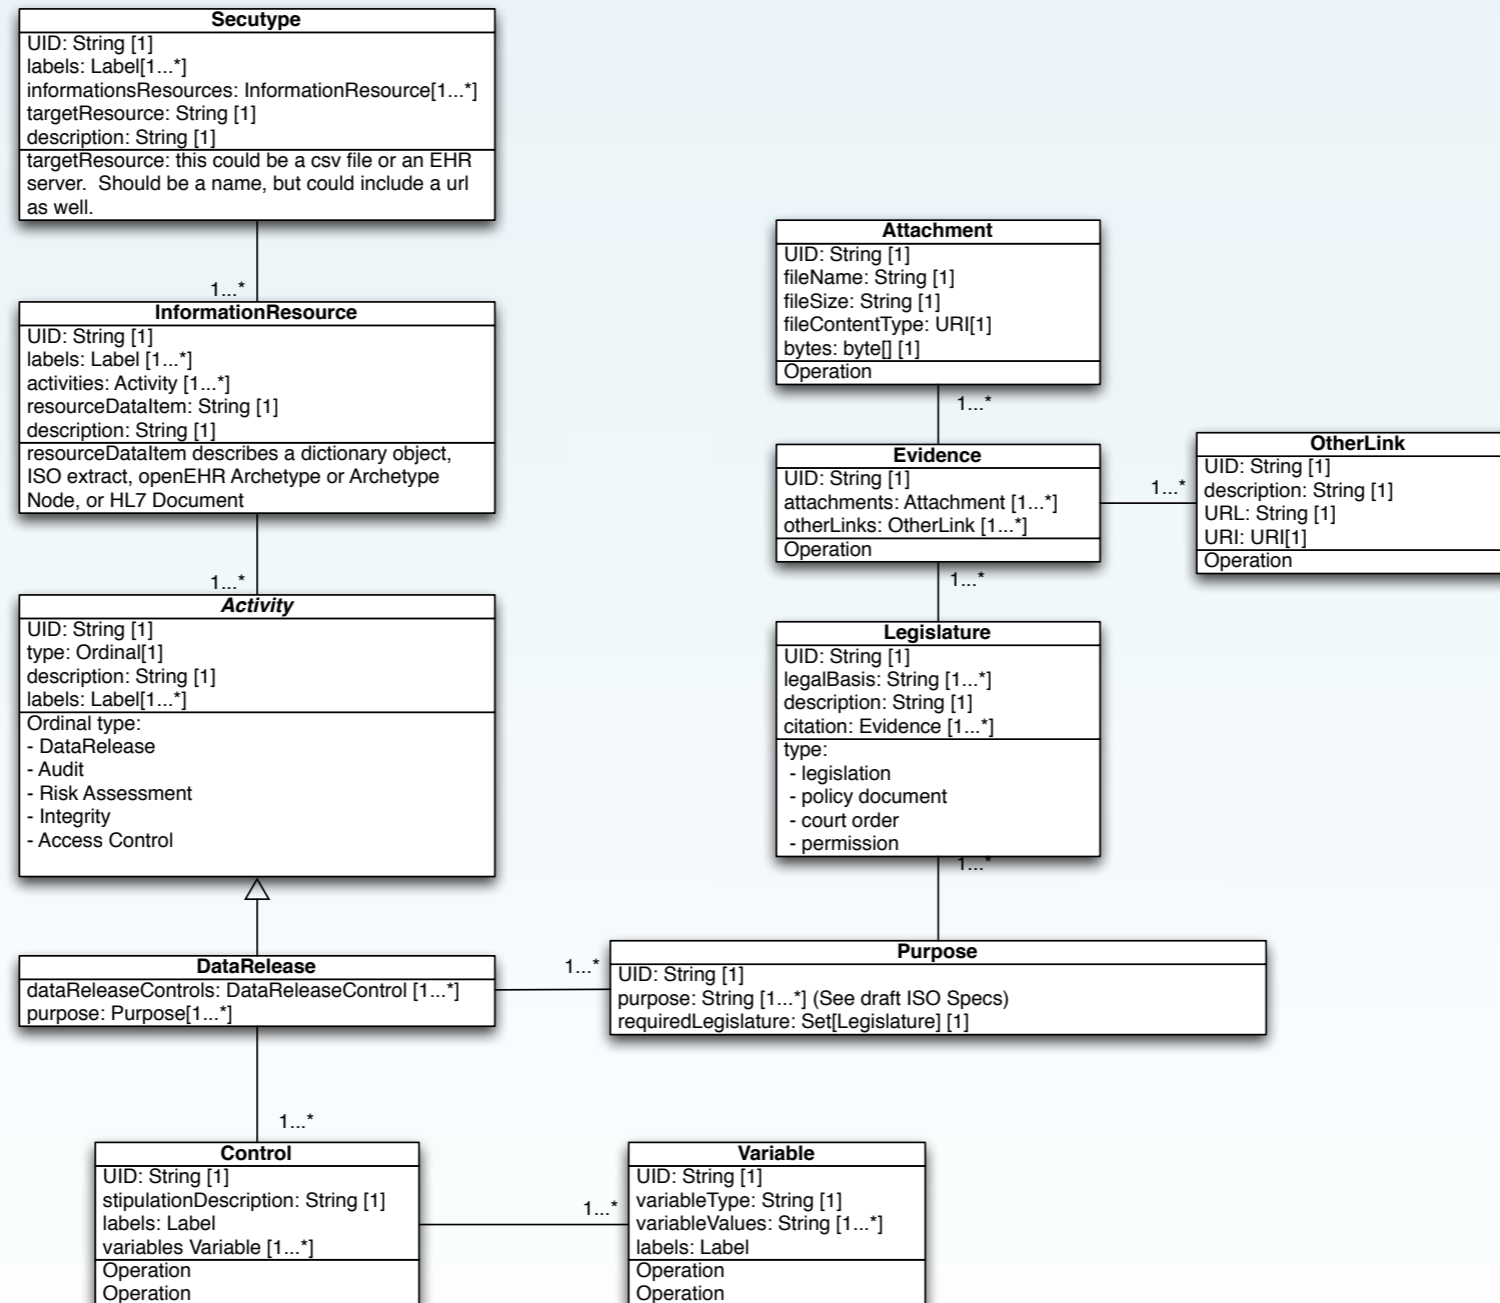 Secutype
UID: String [1]
labels: Label[1...*]
informationsResources: InformationResource[1...*]
targetResource: String [1]
description: String [1]
targetResource: this could be a csv file or an EHR
server.  Should be a name, but could include a url
as well.
1...*
InformationResource
UID: String [1]
labels: Label [1...*]
activities: Activity [1...*]
resourceDataItem: String [1]
description: String [1]
resourceDataItem describes a dictionary object,
ISO extract, openEHR Archetype or Archetype
Node, or HL7 Document
1...*
Activity
UID: String [1]
type: Ordinal[1]
description: String [1]
labels: Label[1...*]
Ordinal type:
- DataRelease
- Audit
- Risk Assessment
- Integrity
- Access Control
Attachment
UID: String [1]
fileName: String [1]
fileSize: String [1]
fileContentType: URI[1]
bytes: byte[] [1]
Operation
1...*
Evidence
UID: String [1]
attachments: Attachment [1...*]
otherLinks: OtherLink [1...*]
Operation
1...*
OtherLink
UID: String [1]
description: String [1]
URL: String [1]
URI: URI[1]
Operation
1...*
Legislature
UID: String [1]
legalBasis: String [1...*]
description: String [1]
citation: Evidence [1...*]
type:
- legislation
- policy document
- court order
- permission
1...*
DataRelease
dataReleaseControls: DataReleaseControl [1...*]
purpose: Purpose[1...*]
1...*
Purpose
UID: String [1]
purpose: String [1...*] (See draft ISO Specs)
requiredLegislature: Set[Legislature] [1]
1...*
Control
UID: String [1]
stipulationDescription: String [1]
labels: Label
variables Variable [1...*]
Operation
Operation
1...*
Variable
UID: String [1]
variableType: String [1]
variableValues: String [1...*]
labels: Label
Operation
Operation